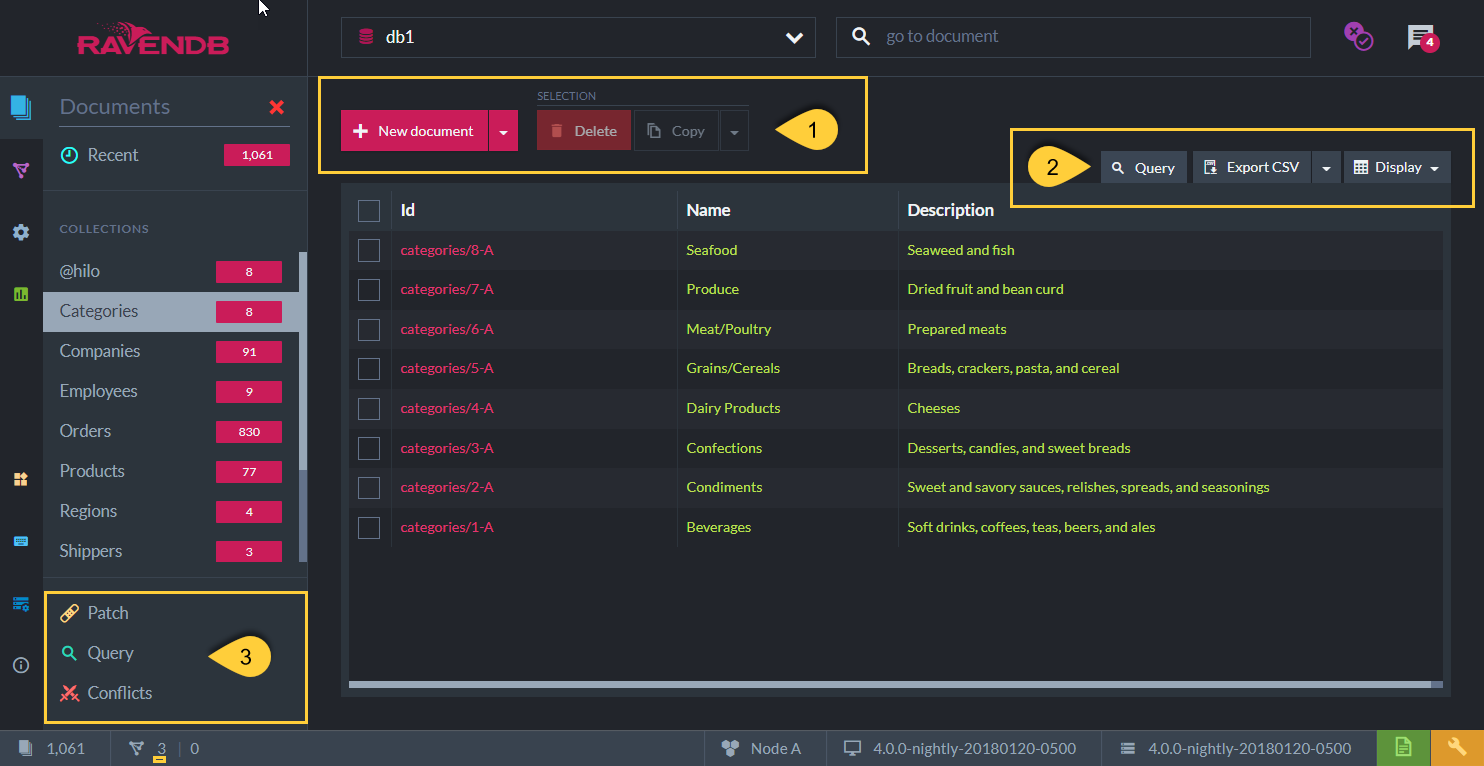 RAVENDB
db1
go to document
4
Documents
Recent 1,061
COLLECTIONS
@hilo 8
Categories 8
Companies 91
Employees 9
Orders 830
Products 77
Regions 4
Shippers 3
Patch
Query
Conflicts
3
SELECTION
New document
Delete
Copy
1
2
Query
Export CSV
Display
Id Name Description
categories/8-A Seafood Seaweed and fish
categories/7-A Produce Dried fruit and bean curd
categories/6-A Meat/Poultry Prepared meats
categories/5-A Grains/Cereals Breads, crackers, pasta, and cereal
categories/4-A Dairy Products Cheeses
categories/3-A Confections Desserts, candies, and sweet breads
categories/2-A Condiments Sweet and savory sauces, relishes, spreads, and seasonings
categories/1-A Beverages Soft drinks, coffees, teas, beers, and ales
1,061 3 | 0 Node A 4.0.0-nightly-20180120-0500 4.0.0-nightly-20180120-0500